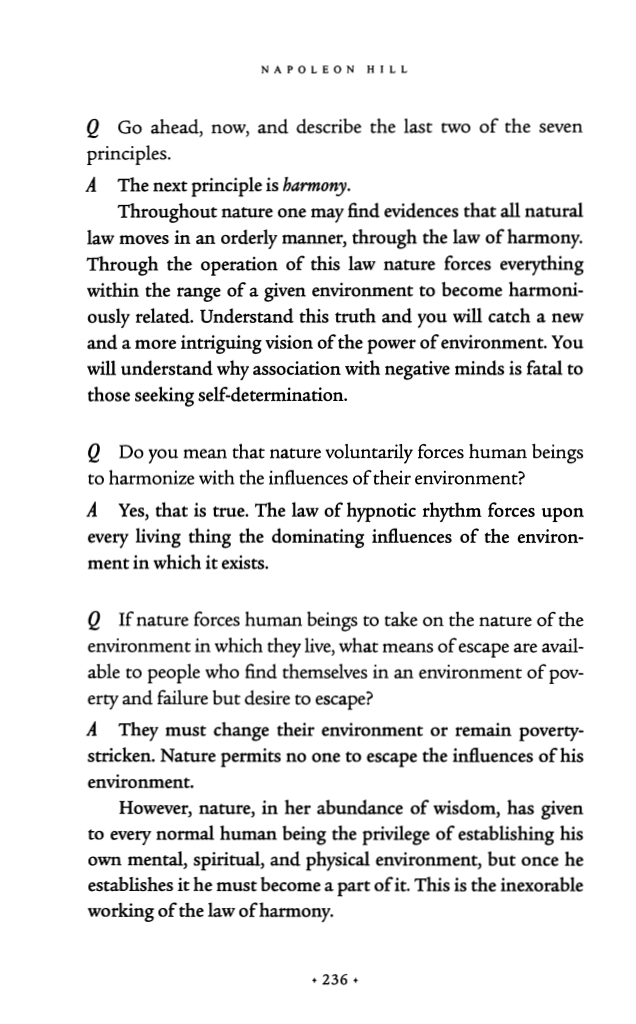 NAPOLEON HILL
Q Go ahead, now, and describe the last two of the seven
principles.
A The next principle is harmony.
Throughout nature one may find evidences that all natural
law moves in an orderly manner, through the law of harmony.
Through the operation of this law nature forces everything
within the range of a given environment to become harmoni-
ously related. Understand this truth and you will catch a new
and a more intriguing vision of the power of environment. You
will understand why association with negative minds is fatal to
those seeking self-determination.
Q Do you mean that nature voluntarily forces human beings
to harmonize with the influences of their environment?
A Yes, that is true. The law of hypnotic rhythm forces upon
every living thing the dominating influences of the environ-
ment in which it exists.
Q If nature forces human beings to take on the nature of the
environment in which they live, what means of escape are avail-
able to people who find themselves in an environment of pov-
erty and failure but desire to escape?
A They must change their environment or remain poverty-
stricken. Nature permits no one to escape the influences of his
environment.
However, nature, in her abundance of wisdom, has given
to every normal human being the privilege of establishing his
own mental, spiritual, and physical environment, but once he
establishes it he must become a part of it. This is the inexorable
working of the law of harmony.
• 236 •